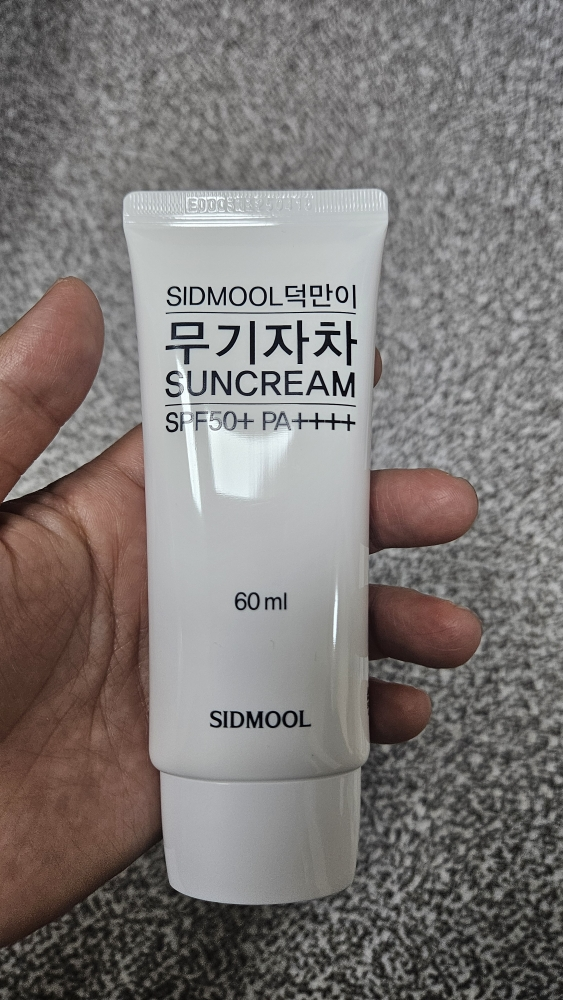 SIDMOOL덕만이
무기자차
SUNCREAM
SPF50+ PA++++
60 ml
SIDMOOL